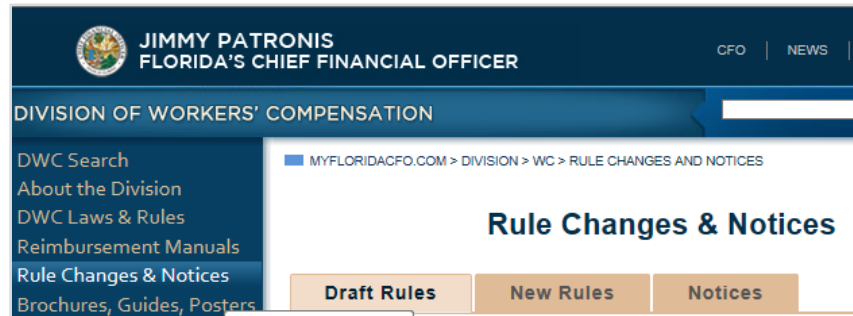 JIMMY PATRONIS
FLORIDA'S CHIEF FINANCIAL OFFICER
CFO | NEWS |
DIVISION OF WORKERS' COMPENSATION
DWC Search
About the Division
DWC Laws & Rules
Reimbursement Manuals
Rule Changes & Notices
Brochures, Guides, Posters
MYFLORIDACFO.COM > DIVISION > WC > RULE CHANGES AND NOTICES
Rule Changes & Notices
Draft Rules
New Rules
Notices